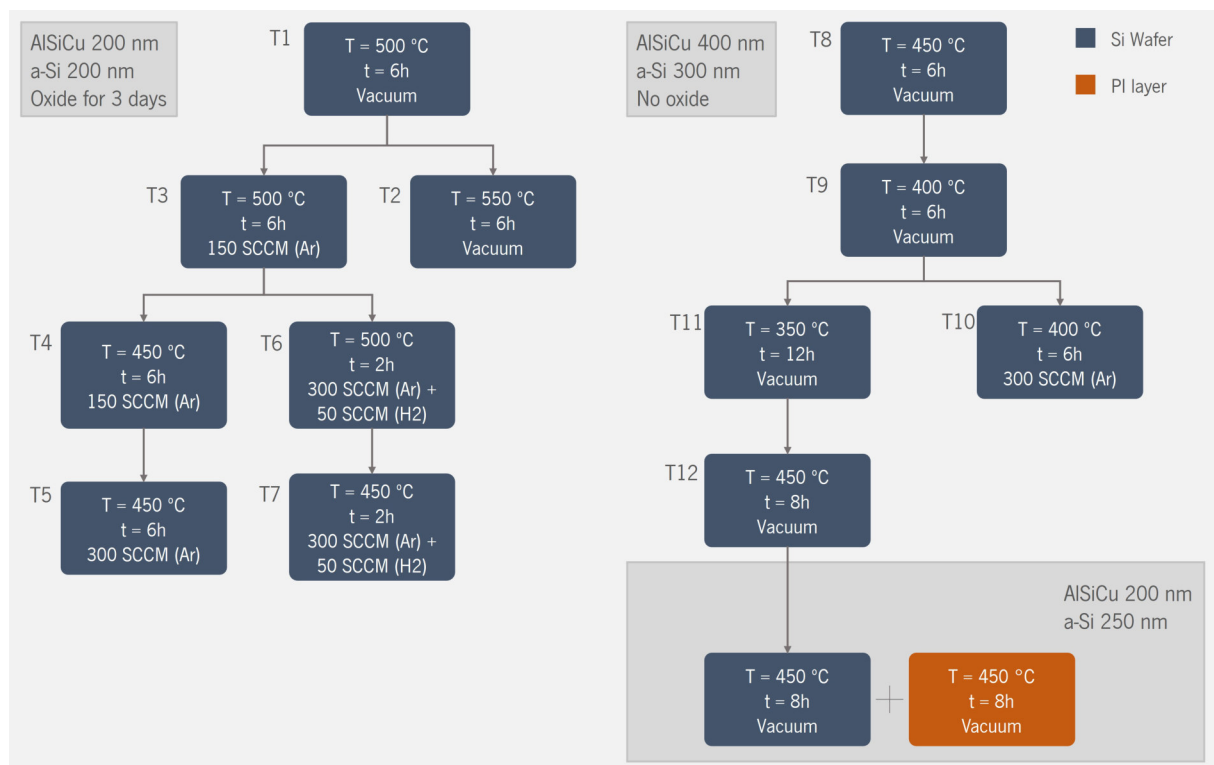 AlSiCu 200 nm
a-Si 200 nm
Oxide for 3 days
T1
T = 500 °C
t = 6h
Vacuum
T3
T = 500 °C
t = 6h
150 SCCM (Ar)
T2
T = 550 °C
t = 6h
Vacuum
T4
T = 450 °C
t = 6h
150 SCCM (Ar)
T6
T = 500 °C
t = 2h
300 SCCM (Ar) +
50 SCCM (H2)
T5
T = 450 °C
t = 6h
300 SCCM (Ar)
T7
T = 450 °C
t = 2h
300 SCCM (Ar) +
50 SCCM (H2)
AlSiCu 400 nm
a-Si 300 nm
No oxide
T8
T = 450 °C
t = 6h
Vacuum
Si Wafer
PI layer
T9
T = 400 °C
t = 6h
Vacuum
T11
T = 350 °C
t = 12h
Vacuum
T10
T = 400 °C
t = 6h
300 SCCM (Ar)
T12
T = 450 °C
t = 8h
Vacuum
AlSiCu 200 nm
a-Si 250 nm
T = 450 °C
t = 8h
Vacuum
+
T = 450 °C
t = 8h
Vacuum